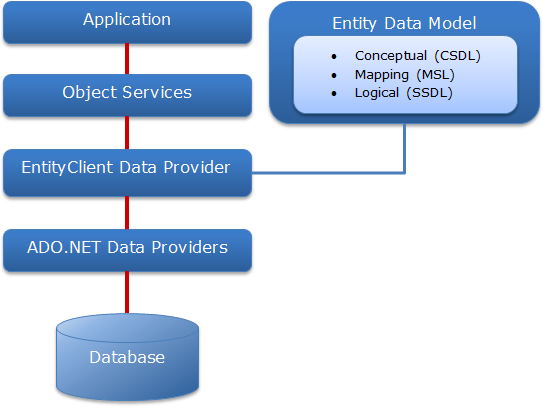 Application
Object Services
EntityClient Data Provider
ADO.NET Data Providers
Database
Entity Data Model
• Conceptual (CSDL)
• Mapping (MSL)
• Logical (SSDL)